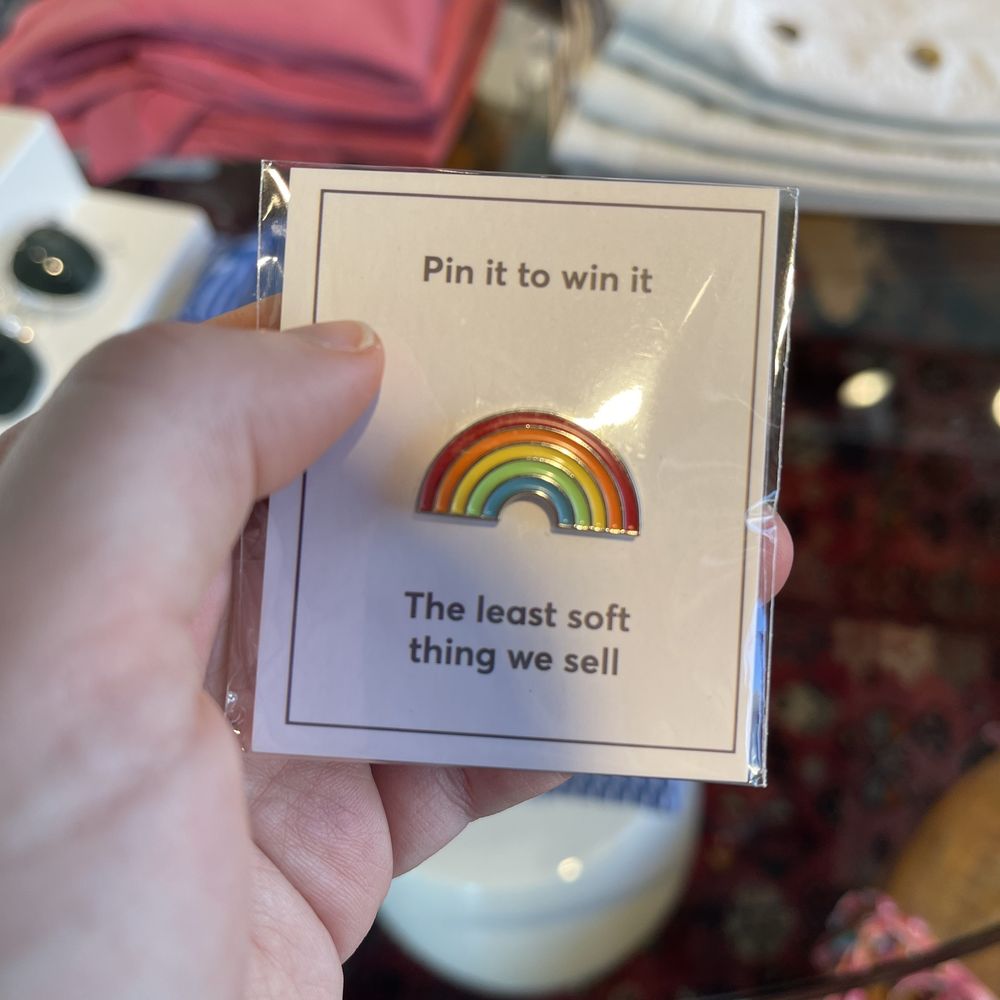 Pin it to win it
The least soft
thing we sell